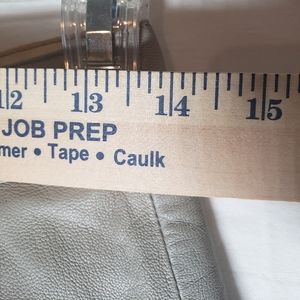 12 13 14 15
JOB PREP
mer • Tape • Caulk